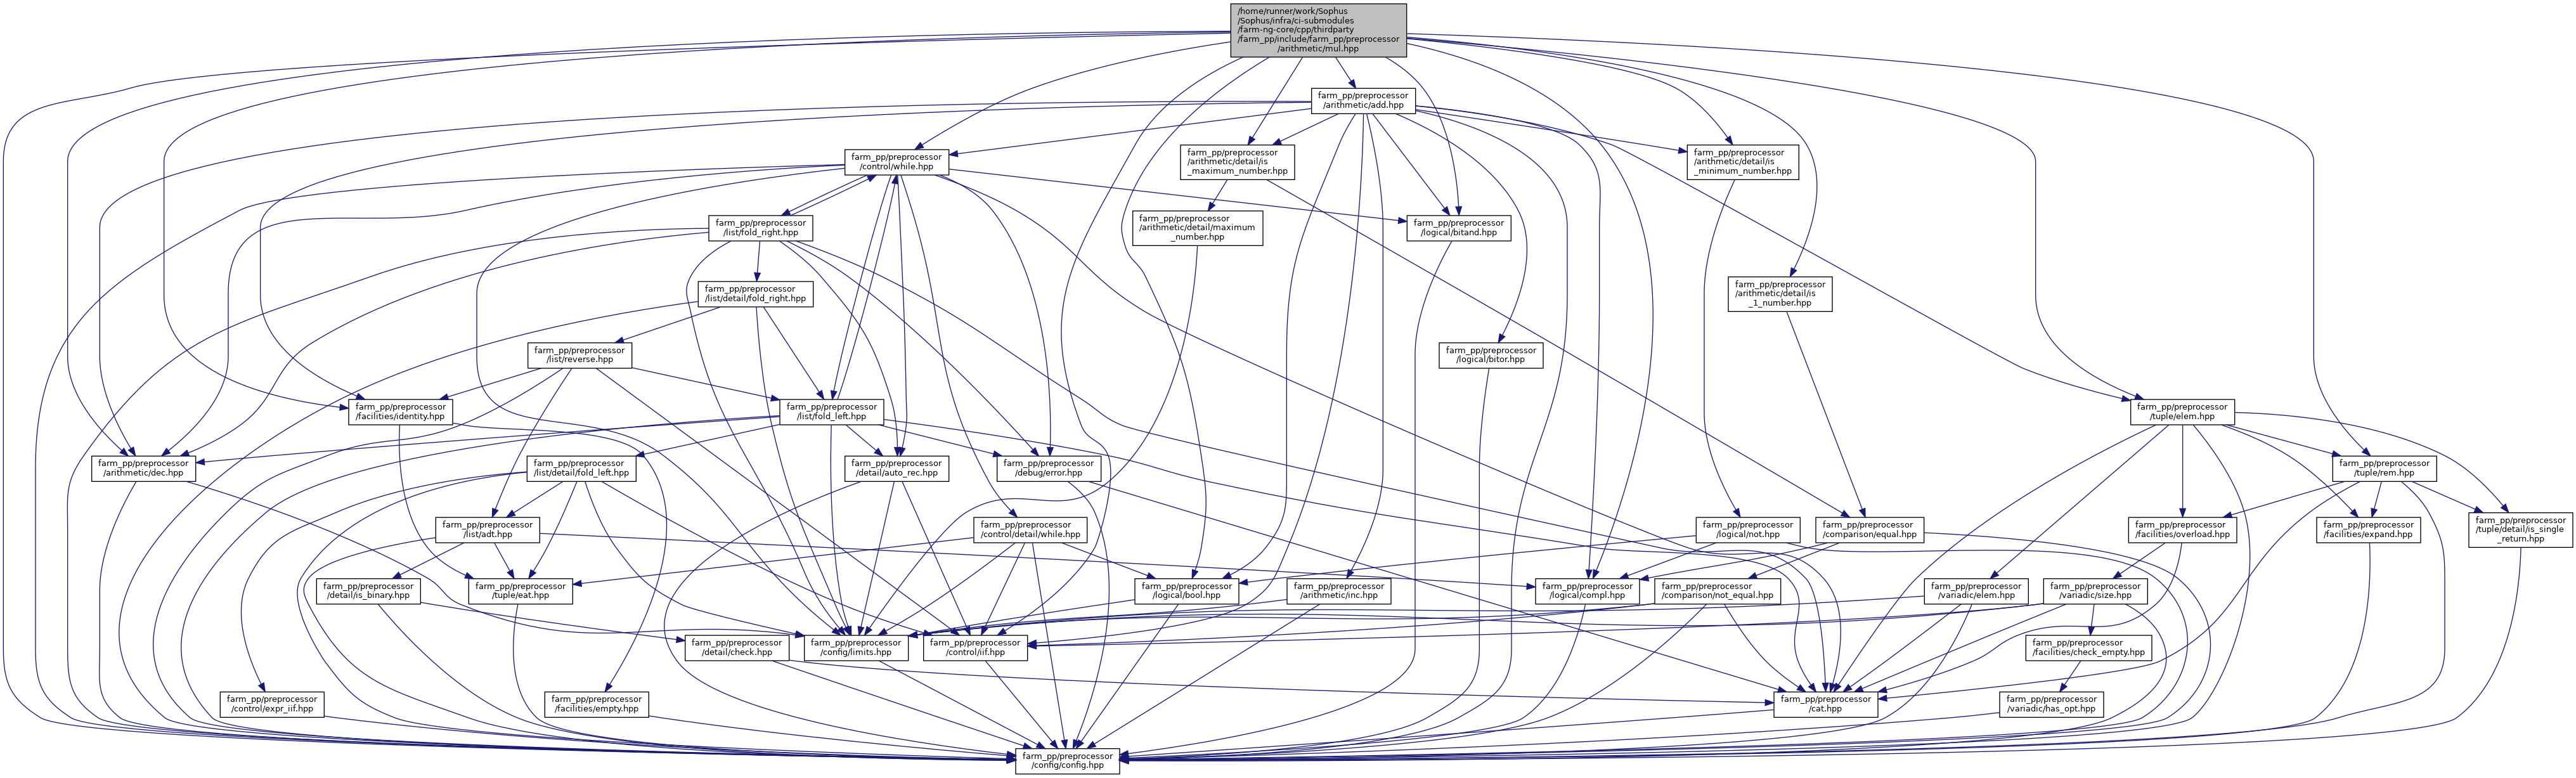 /home/runner/work/Sophus
/Sophus/infra/ci-submodules
/farm-ng-core/cpp/thirdparty
/farm_pp/include/farm_pp/preprocessor
/arithmetic/mul.hpp
farm_pp/preprocessor
/arithmetic/add.hpp
farm_pp/preprocessor
/control/while.hpp
farm_pp/preprocessor
/arithmetic/detail/is
_maximum_number.hpp
farm_pp/preprocessor
/arithmetic/detail/is
_minimum_number.hpp
farm_pp/preprocessor
/list/fold_right.hpp
farm_pp/preprocessor
/arithmetic/detail/maximum
_number.hpp
farm_pp/preprocessor
/logical/bitand.hpp
farm_pp/preprocessor
/list/detail/fold_right.hpp
farm_pp/preprocessor
/arithmetic/detail/is
_1_number.hpp
farm_pp/preprocessor
/list/reverse.hpp
farm_pp/preprocessor
/logical/bitor.hpp
farm_pp/preprocessor
/facilities/identity.hpp
farm_pp/preprocessor
/list/fold_left.hpp
farm_pp/preprocessor
/tuple/elem.hpp
farm_pp/preprocessor
/arithmetic/dec.hpp
farm_pp/preprocessor
/list/detail/fold_left.hpp
farm_pp/preprocessor
/detail/auto_rec.hpp
farm_pp/preprocessor
/debug/error.hpp
farm_pp/preprocessor
/tuple/rem.hpp
farm_pp/preprocessor
/list/adt.hpp
farm_pp/preprocessor
/control/detail/while.hpp
farm_pp/preprocessor
/logical/not.hpp
farm_pp/preprocessor
/comparison/equal.hpp
farm_pp/preprocessor
/facilities/overload.hpp
farm_pp/preprocessor
/facilities/expand.hpp
farm_pp/preprocessor
/tuple/detail/is_single
_return.hpp
farm_pp/preprocessor
/detail/is_binary.hpp
farm_pp/preprocessor
/tuple/eat.hpp
farm_pp/preprocessor
/logical/bool.hpp
farm_pp/preprocessor
/arithmetic/inc.hpp
farm_pp/preprocessor
/logical/compl.hpp
farm_pp/preprocessor
/comparison/not_equal.hpp
farm_pp/preprocessor
/variadic/elem.hpp
farm_pp/preprocessor
/variadic/size.hpp
farm_pp/preprocessor
/detail/check.hpp
farm_pp/preprocessor
/config/limits.hpp
farm_pp/preprocessor
/control/iif.hpp
farm_pp/preprocessor
/facilities/check_empty.hpp
farm_pp/preprocessor
/control/expr_iif.hpp
farm_pp/preprocessor
/facilities/empty.hpp
farm_pp/preprocessor
/cat.hpp
farm_pp/preprocessor
/variadic/has_opt.hpp
farm_pp/preprocessor
/config/config.hpp